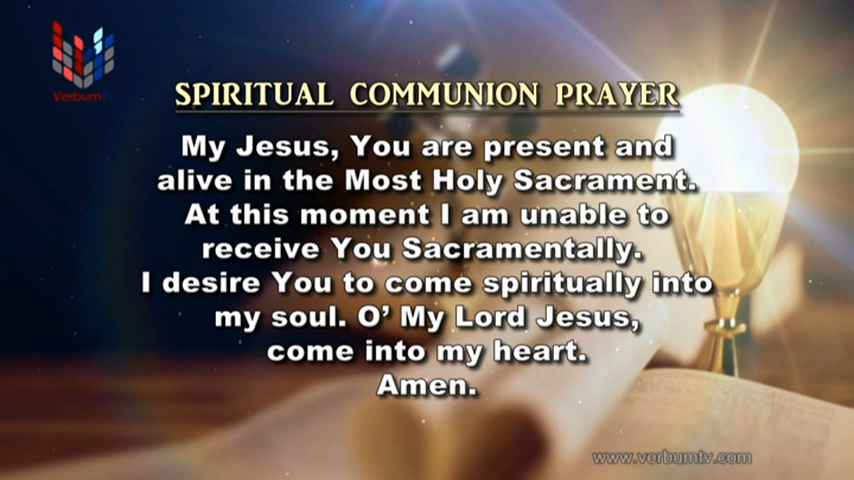 VerbumTV
SPIRITUAL COMMUNION PRAYER
My Jesus, You are present and
alive in the Most Holy Sacrament.
At this moment I am unable to
receive You Sacramentally.
I desire You to come spiritually into
my soul. O’ My Lord Jesus,
come into my heart.
Amen.
www.verbumtv.com